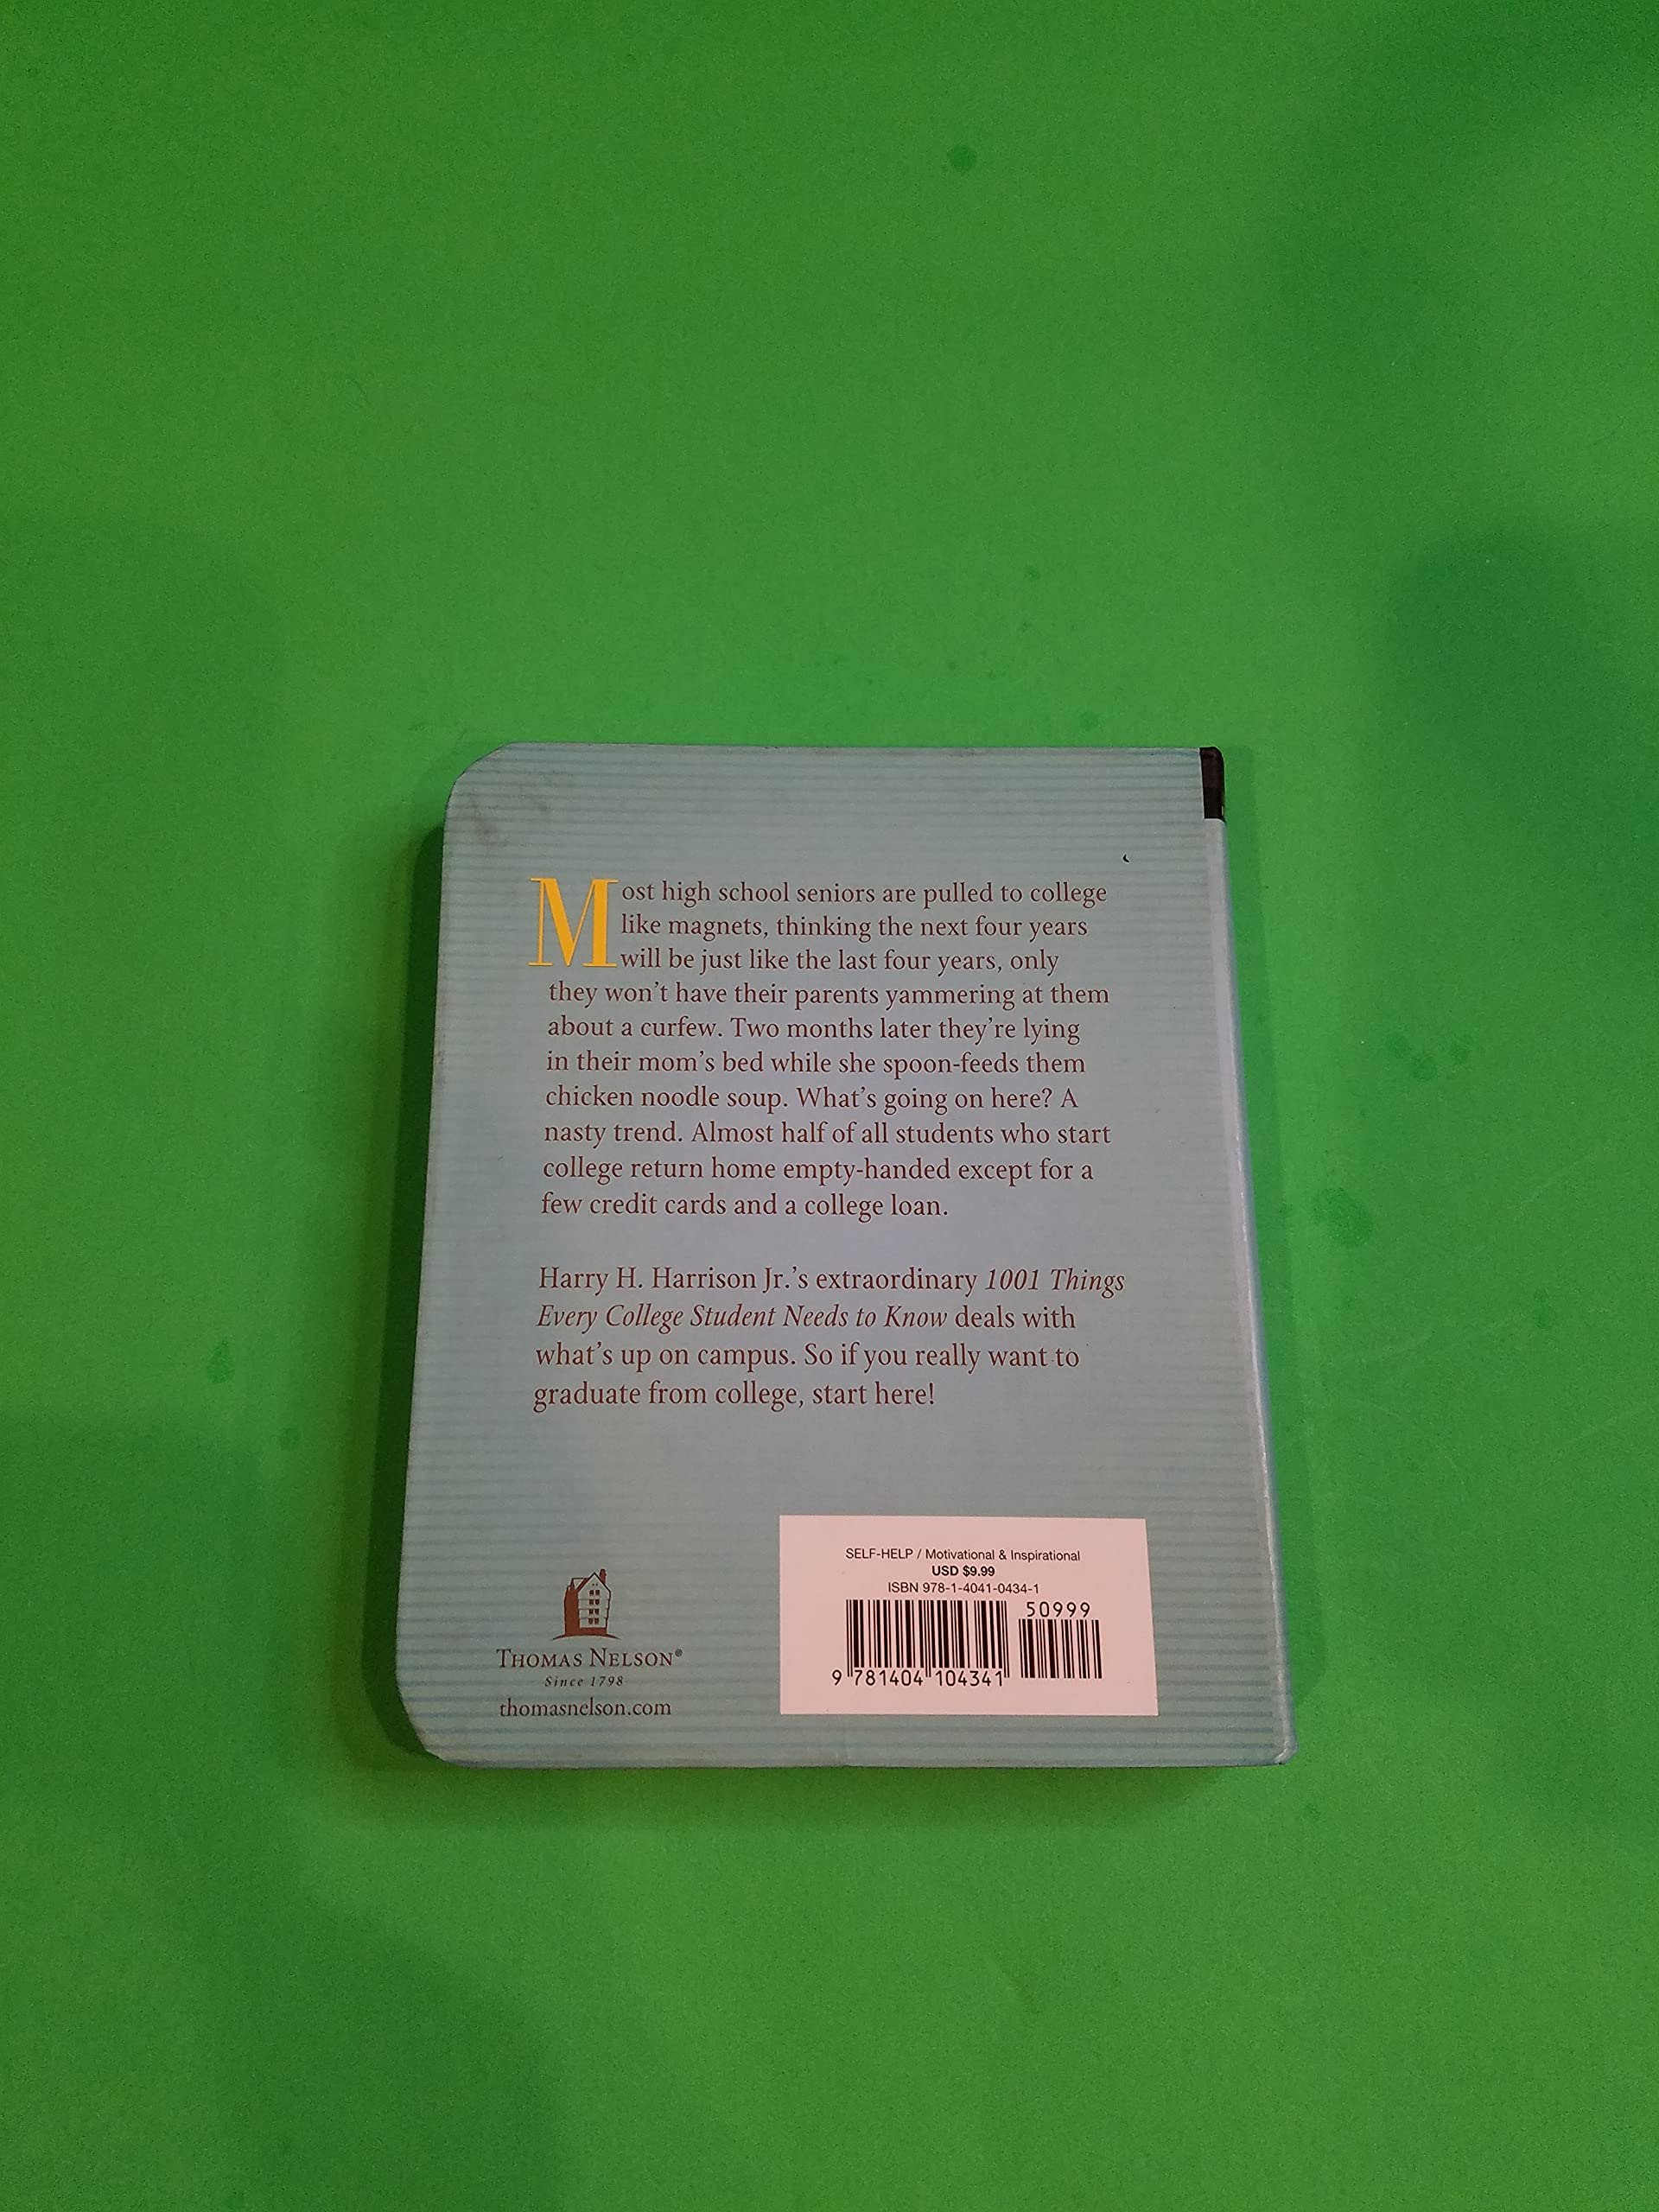 Most high school seniors are pulled to college
like magnets, thinking the next four years
will be just like the last four years, only
they won't have their parents yammering at them
about a curfew. Two months later they're lying
in their mom's bed while she spoon-feeds them
chicken noodle soup. What's going on here? A
nasty trend. Almost half of all students who start
college return home empty-handed except for a
few credit cards and a college loan.
Harry H. Harrison Jr.'s extraordinary 1001 Things
Every College Student Needs to Know deals with
what's up on campus. So if you really want to
graduate from college, start here!
THOMAS NELSON®
Since 1798
thomasnelson.com
SELF-HELP / Motivational & Inspirational
USD $9.99
ISBN 978-1-4041-0434-1
50999
9 781404 104341